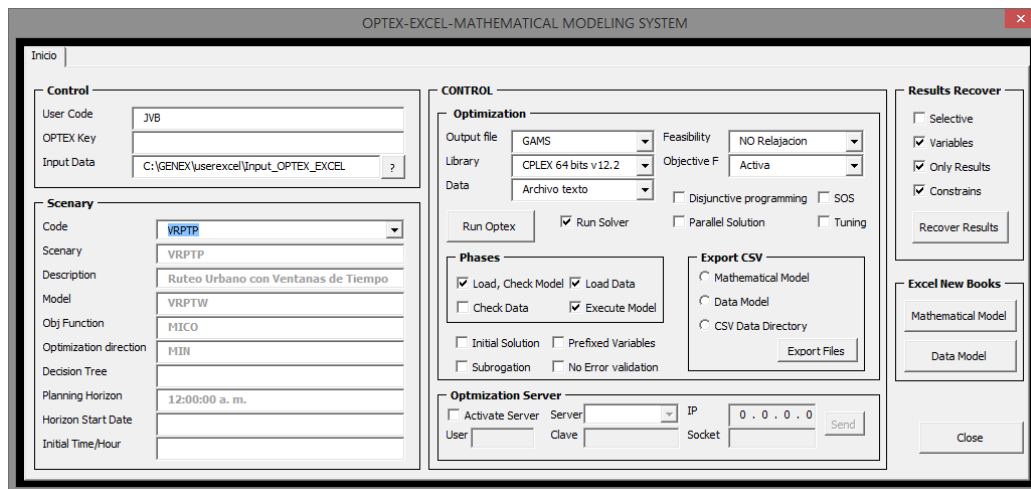 OPTEX-EXCEL-MATHEMATICAL MODELING SYSTEM
Inicio
Control
User Code JVB
OPTEX Key
Input Data C:\GENEX\userexcel\Input_OPTEX_EXCEL ?
Scenary
Code VRPTP
Scenary VRPTP
Description Ruteo Urbano con Ventanas de Tiempo
Model VRPTW
Obj Function MICO
Optimization direction MIN
Decision Tree
Planning Horizon 12:00:00 a. m.
Horizon Start Date
Initial Time/Hour
CONTROL
Optimization
Output file GAMS Feasibility NO Relajacion
Library CPLEX 64 bits v12.2 Objective F Activa
Data Archivo texto
Disjunctive programming SOS
Run Optex Run Solver Parallel Solution Tuning
Phases
Load, Check Model Load Data
Check Data Execute Model
Initial Solution Prefixed Variables
Subrogation No Error validation
Export CSV
Mathematical Model
Data Model
CSV Data Directory
Export Files
Optmization Server
Activate Server Server IP 0 . 0 . 0 . 0 Send
User Clave Socket
Results Recover
Selective
Variables
Only Results
Constrains
Recover Results
Excel New Books
Mathematical Model
Data Model
Close